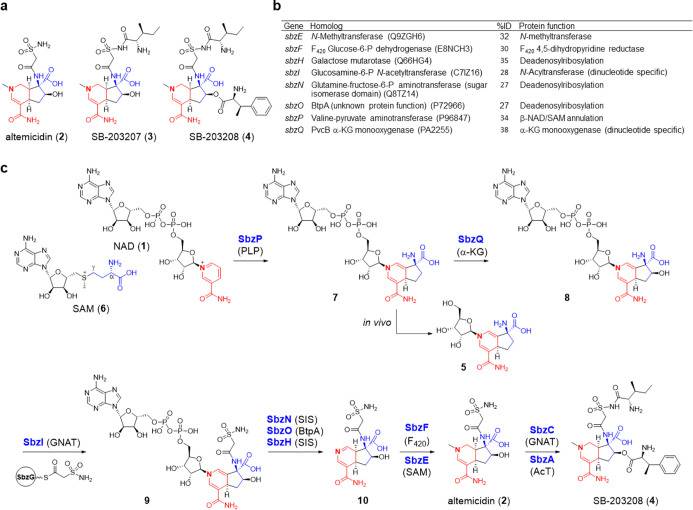 a
altemicidin (2)
SB-203207 (3)
SB-203208 (4)
b
Gene Homolog %ID Protein function
sbzE N-Methyltransferase (Q9ZGH6) 32 N-methyltransferase
sbzF F420 Glucose-6-P dehydrogenase (E8NCH3) 30 F420 4,5-dihydropyridine reductase
sbzH Galactose mutarotase (Q66HG4) 35 Deadenosylribosylation
sbzI Glucosamine-6-P N-acetyltransferase (C7IZ16) 28 N-Acyltransferase (dinucleotide specific)
sbzN Glutamine-fructose-6-P aminotransferase (sugar isomerase domain) (Q8TZ14) 27 Deadenosylribosylation
sbzO BtpA (unknown protein function) (P72966) 27 Deadenosylribosylation
sbzP Valine-pyruvate aminotransferase (P96847) 34 β-NAD/SAM annulation
sbzQ PvcB α-KG monooxygenase (PA2255) 38 α-KG monooxygenase (dinucleotide specific)
c
NAD (1)
SAM (6)
SbzP
(PLP)
7
SbzQ
(α-KG)
8
in vivo
5
SbzI (GNAT)
SbzG
9
SbzN (SIS)
SbzO (BtpA)
SbzH (SIS)
10
SbzF
(F420)
SbzE
(SAM)
altemicidin (2)
SbzC
(GNAT)
SbzA
(AcT)
SB-203208 (4)